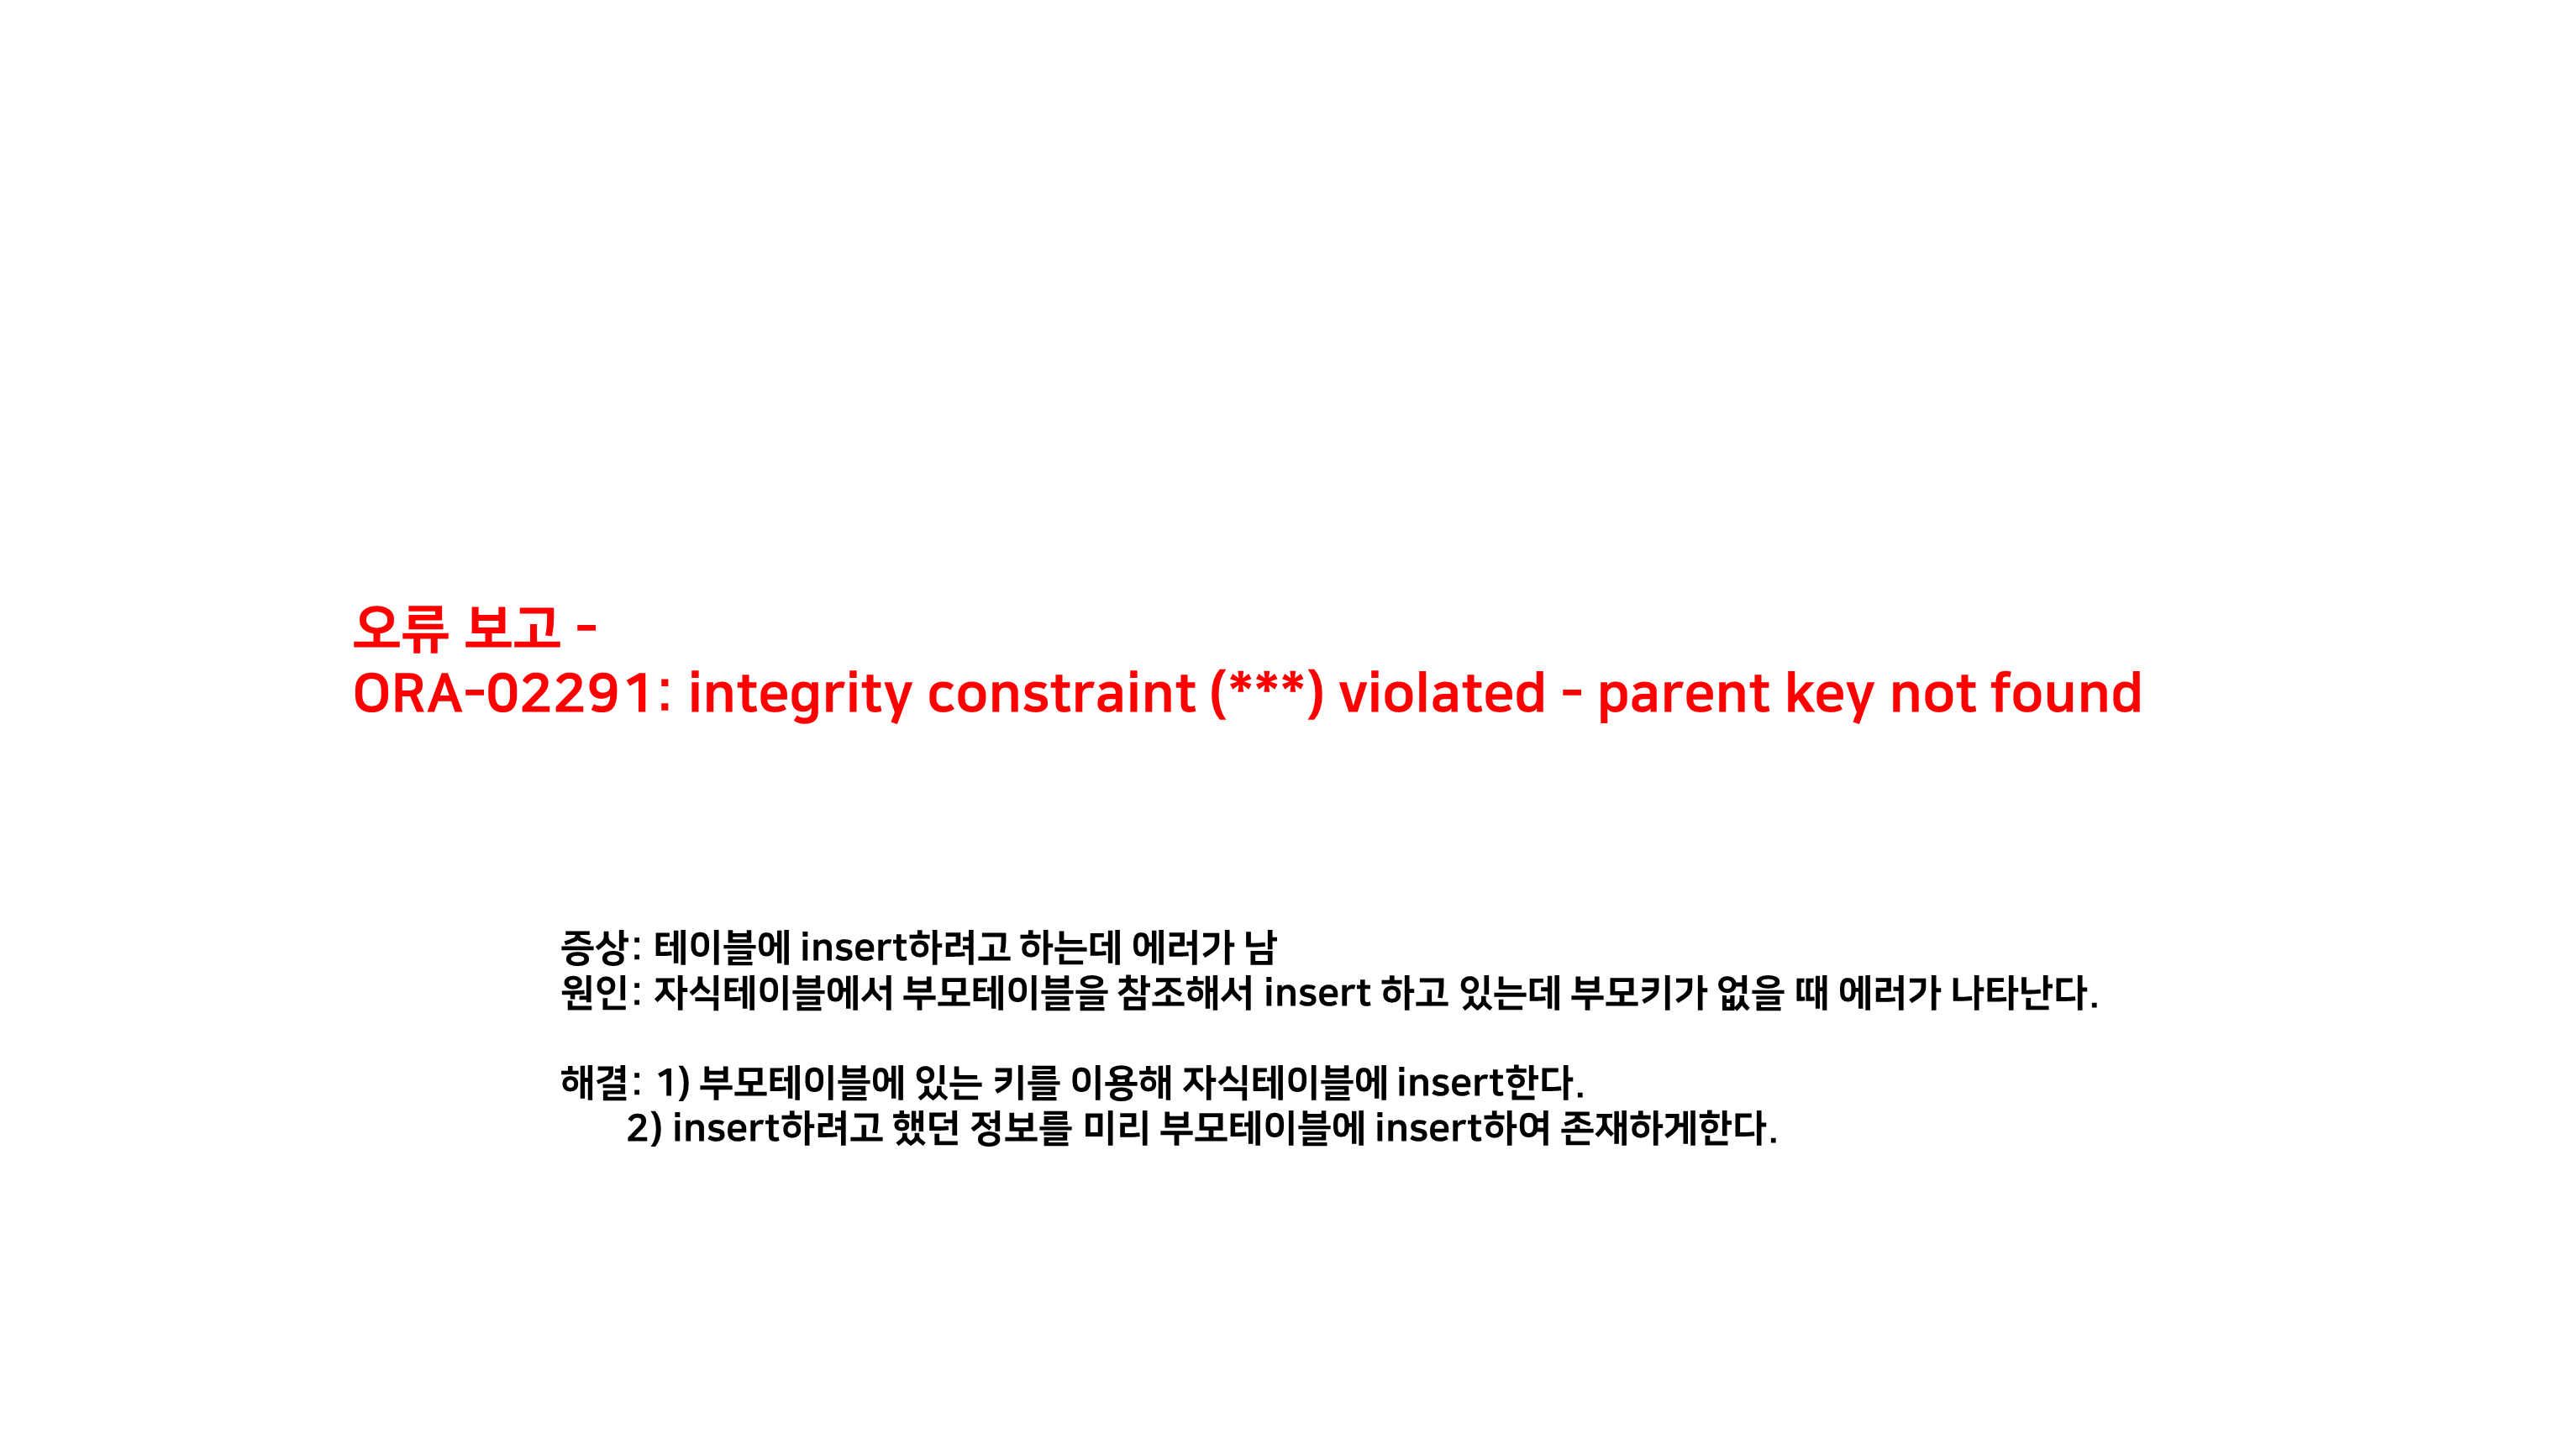 오류 보고 -
ORA-02291: integrity constraint (***) violated - parent key not found
증상: 테이블에 insert하려고 하는데 에러가 남
원인: 자식테이블에서 부모테이블을 참조해서 insert 하고 있는데 부모키가 없을 때 에러가 나타난다.
해결: 1) 부모테이블에 있는 키를 이용해 자식테이블에 insert한다.
2) insert하려고 했던 정보를 미리 부모테이블에 insert하여 존재하게한다.